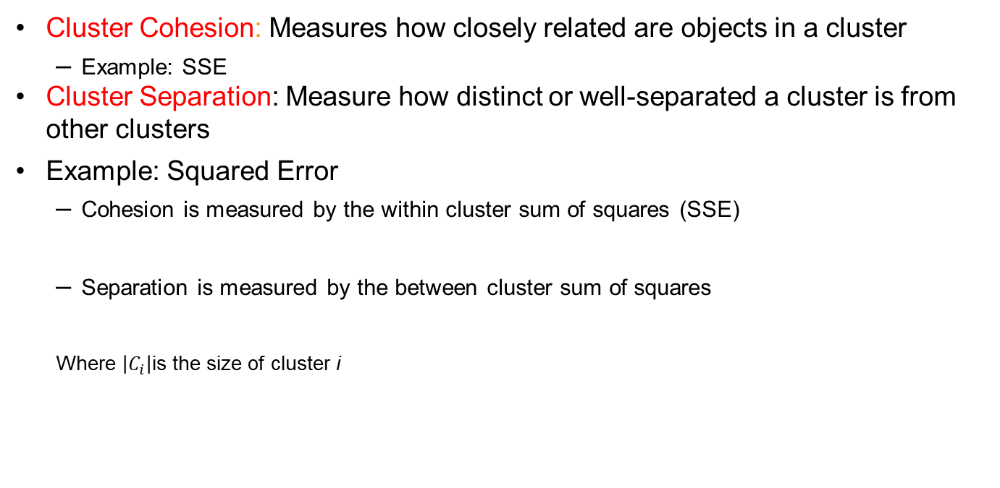 • Cluster Cohesion: Measures how closely related are objects in a cluster
– Example: SSE
• Cluster Separation: Measure how distinct or well-separated a cluster is from
other clusters
• Example: Squared Error
– Cohesion is measured by the within cluster sum of squares (SSE)
– Separation is measured by the between cluster sum of squares
Where |𝐶ᵢ|is the size of cluster i